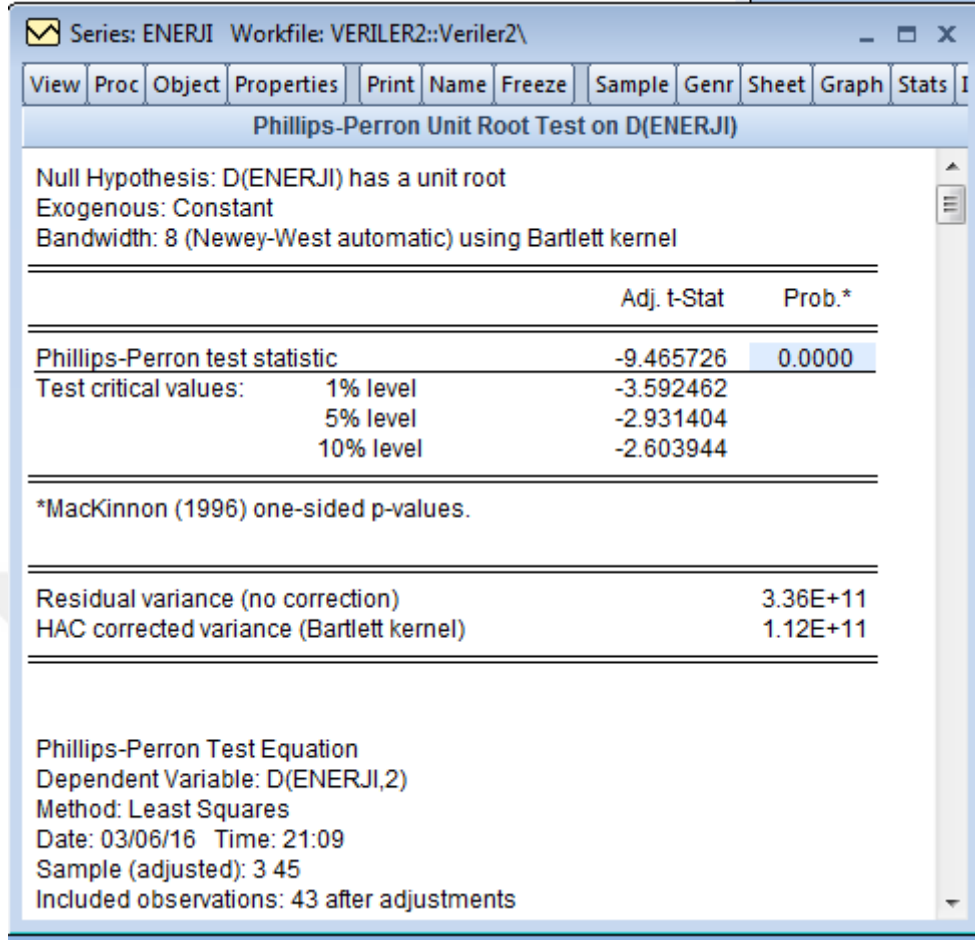 Series: ENERJI Workfile: VERILER2::Veriler2\
View Proc Object Properties Print Name Freeze Sample Genr Sheet Graph Stats
Phillips-Perron Unit Root Test on D(ENERJI)
Null Hypothesis: D(ENERJI) has a unit root
Exogenous: Constant
Bandwidth: 8 (Newey-West automatic) using Bartlett kernel
Adj. t-Stat Prob.*
Phillips-Perron test statistic -9.465726 0.0000
Test critical values: 1% level -3.592462
5% level -2.931404
10% level -2.603944
*MacKinnon (1996) one-sided p-values.
Residual variance (no correction) 3.36E+11
HAC corrected variance (Bartlett kernel) 1.12E+11
Phillips-Perron Test Equation
Dependent Variable: D(ENERJI,2)
Method: Least Squares
Date: 03/06/16 Time: 21:09
Sample (adjusted): 3 45
Included observations: 43 after adjustments